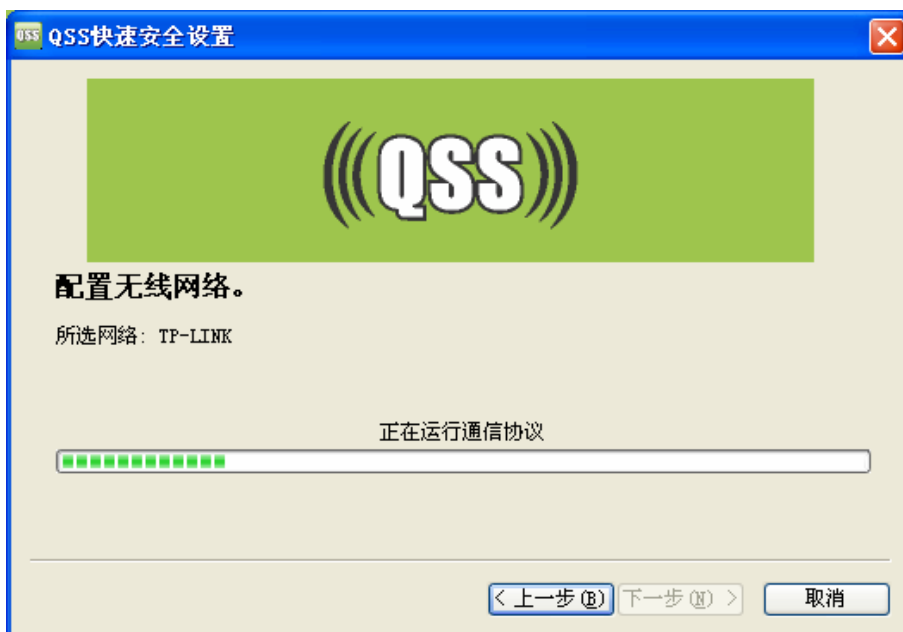 QSS QSS快速安全设置
(((QSS)))
配置无线网络。
所选网络: TP-LINK
正在运行通信协议
< 上一步(B) 下一步(N) > 取消